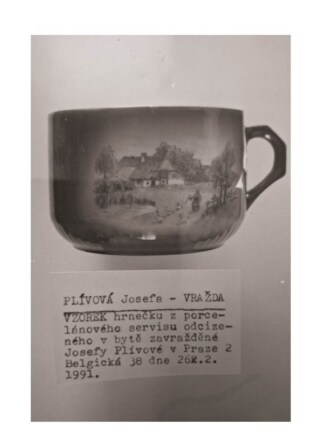 PLÍVOVÁ Josefa - VRAŽDA
VZOREK hrnečku z porce-
lánového servisu odcize-
ného v bytě zavražděné
Josefy Plívové v Praze 2
Belgická 38 dne 2.
1991.